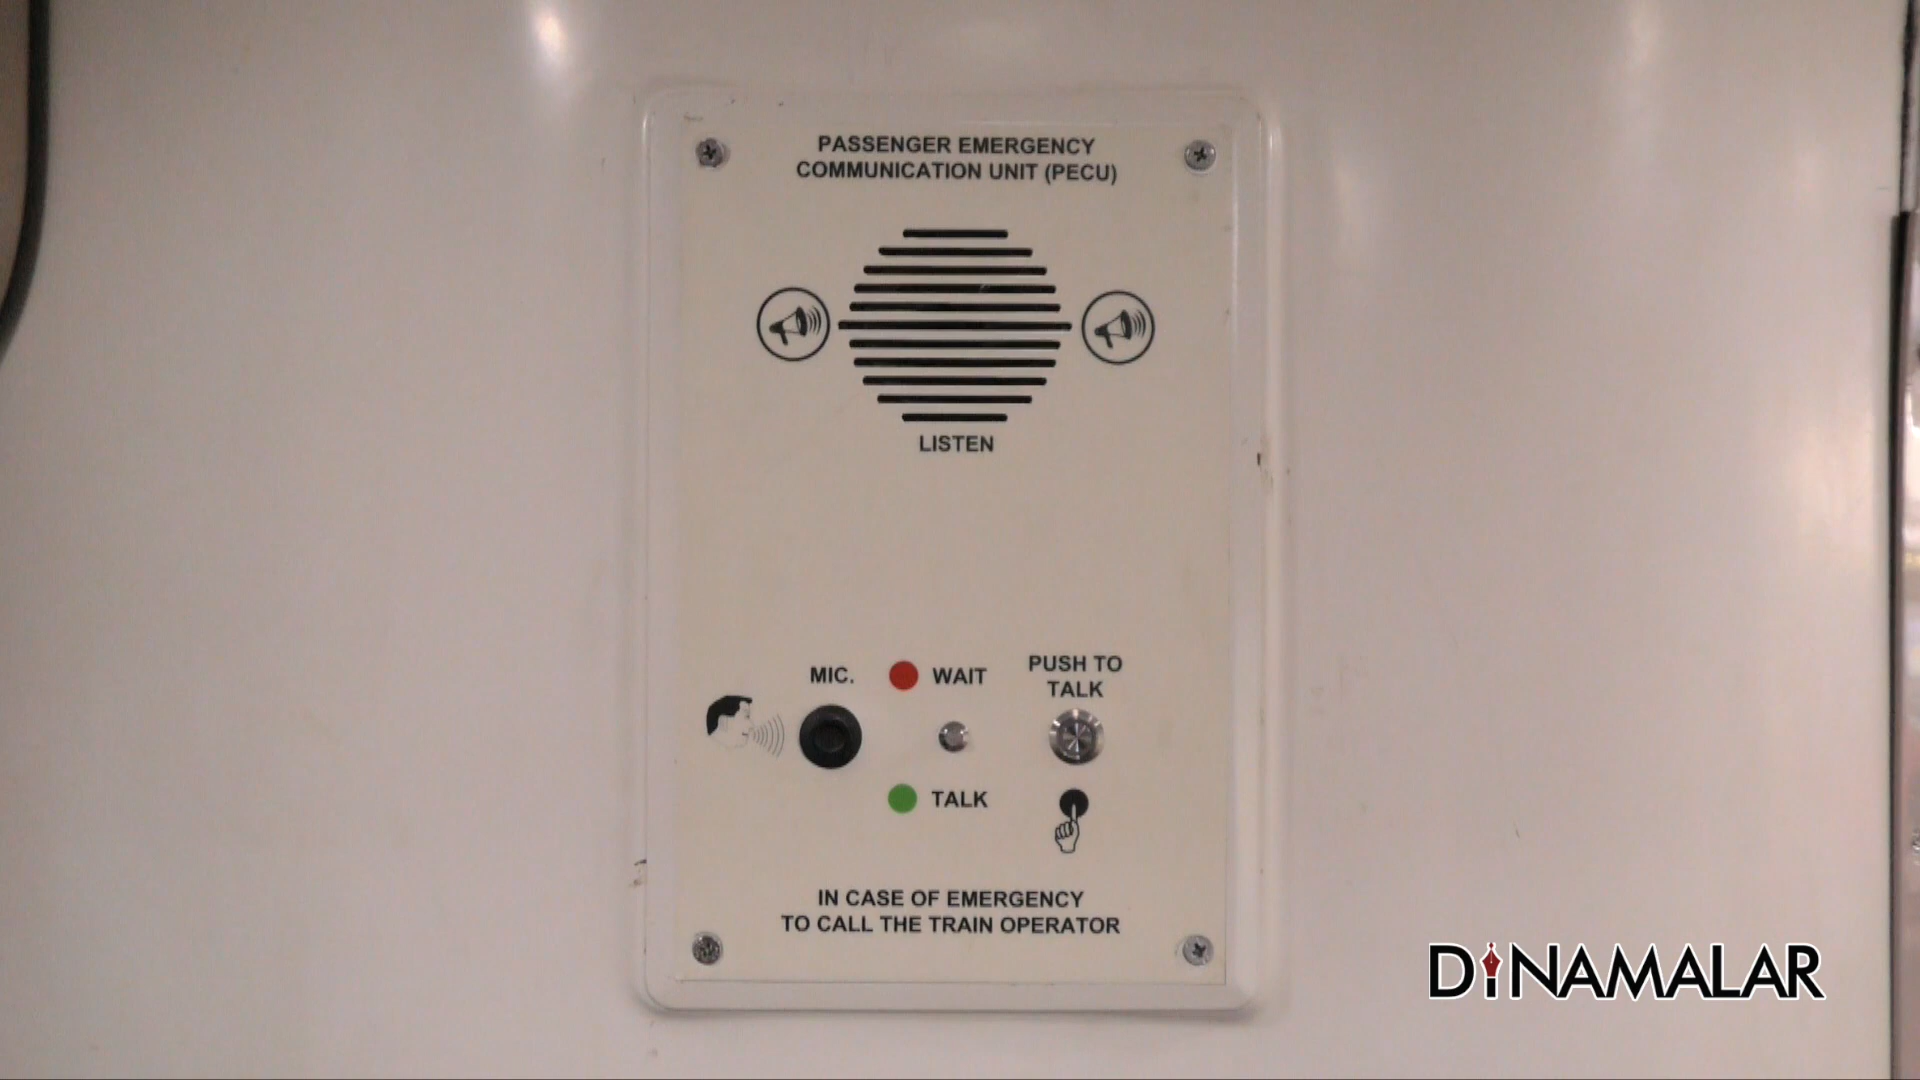 PASSENGER EMERGENCY
COMMUNICATION UNIT (PECU)
LISTEN
MIC.
WAIT
PUSH TO
TALK
TALK
IN CASE OF EMERGENCY
TO CALL THE TRAIN OPERATOR
DINAMALAR